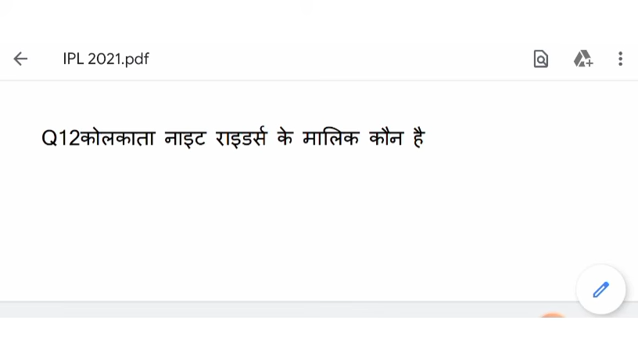 IPL 2021.pdf
Q12कोलकाता नाइट राइडर्स के मालिक कौन है